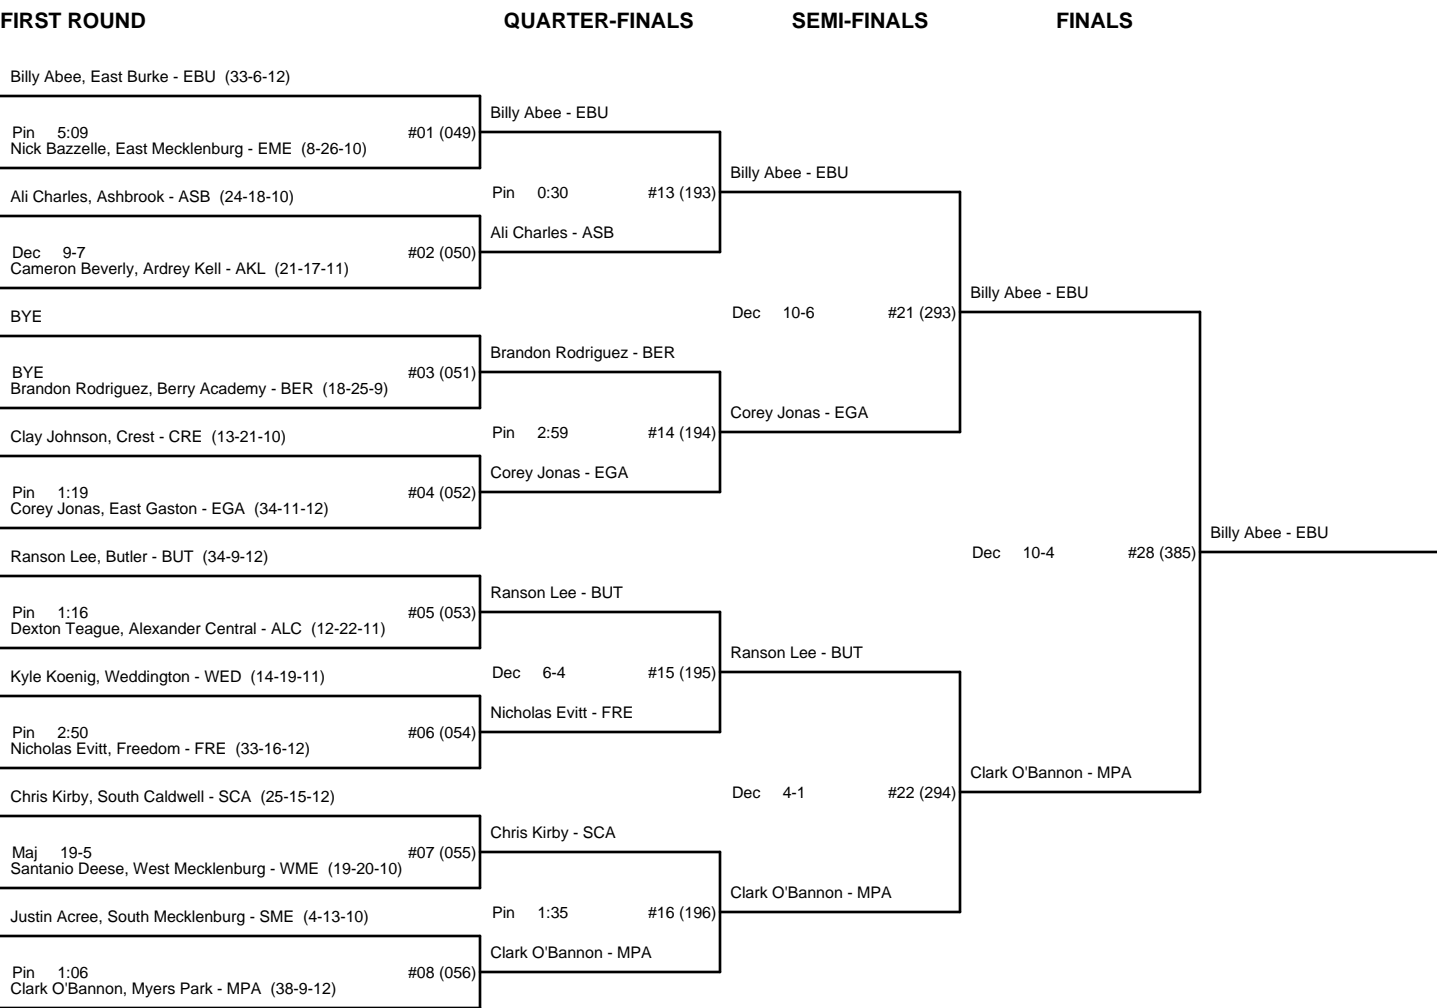 FIRST ROUND QUARTER-FINALS SEMI-FINALS FINALS
Billy Abee, East Burke - EBU (33-6-12)
Billy Abee - EBU
Pin 5:09 #01 (049)
Nick Bazzelle, East Mecklenburg - EME (8-26-10)
Billy Abee - EBU
Ali Charles, Ashbrook - ASB (24-18-10)
Pin 0:30 #13 (193)
Ali Charles - ASB
Dec 9-7 #02 (050)
Cameron Beverly, Ardrey Kell - AKL (21-17-11)
Billy Abee - EBU
BYE
Dec 10-6 #21 (293)
Brandon Rodriguez - BER
BYE #03 (051)
Brandon Rodriguez, Berry Academy - BER (18-25-9)
Corey Jonas - EGA
Clay Johnson, Crest - CRE (13-21-10)
Pin 2:59 #14 (194)
Corey Jonas - EGA
Pin 1:19 #04 (052)
Corey Jonas, East Gaston - EGA (34-11-12)
Billy Abee - EBU
Ranson Lee, Butler - BUT (34-9-12)
Dec 10-4 #28 (385)
Ranson Lee - BUT
Pin 1:16 #05 (053)
Dexton Teague, Alexander Central - ALC (12-22-11)
Ranson Lee - BUT
Kyle Koenig, Weddington - WED (14-19-11)
Dec 6-4 #15 (195)
Nicholas Evitt - FRE
Pin 2:50 #06 (054)
Nicholas Evitt, Freedom - FRE (33-16-12)
Clark O'Bannon - MPA
Chris Kirby, South Caldwell - SCA (25-15-12)
Dec 4-1 #22 (294)
Chris Kirby - SCA
Maj 19-5 #07 (055)
Santanio Deese, West Mecklenburg - WME (19-20-10)
Clark O'Bannon - MPA
Justin Acree, South Mecklenburg - SME (4-13-10)
Pin 1:35 #16 (196)
Clark O'Bannon - MPA
Pin 1:06 #08 (056)
Clark O'Bannon, Myers Park - MPA (38-9-12)